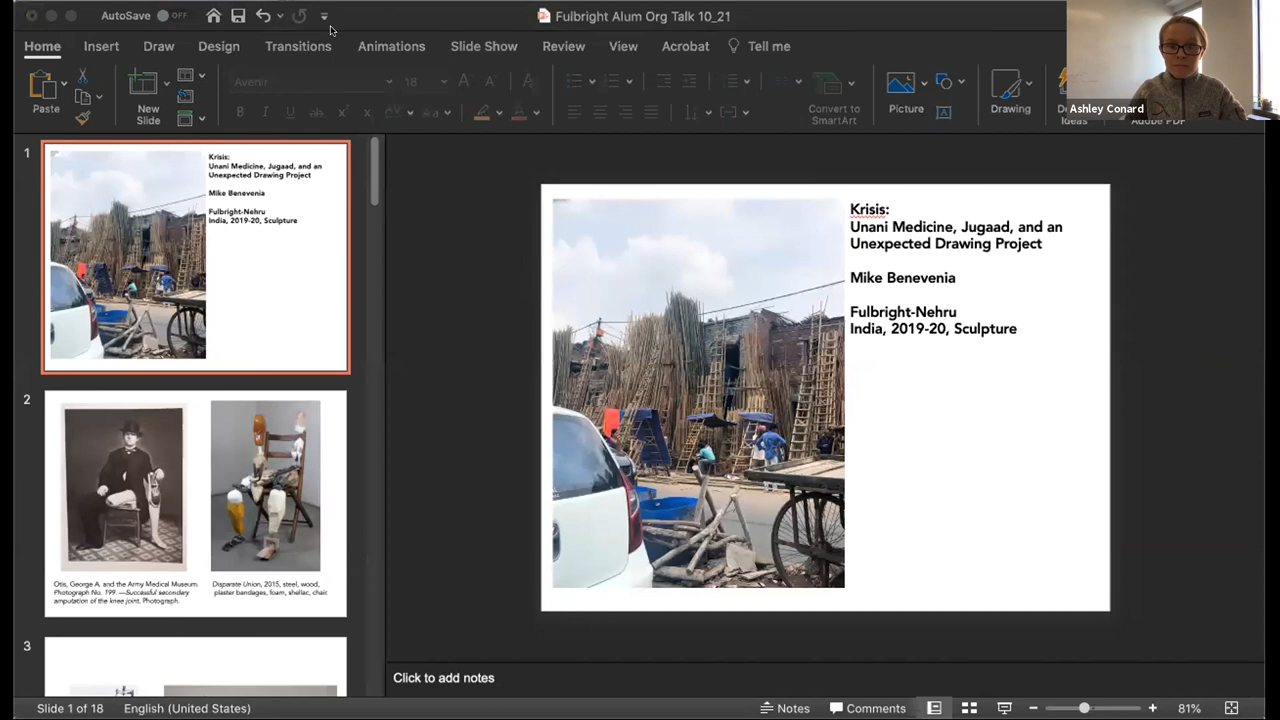 AutoSave OFF
Fulbright Alum Org Talk 10_21
Home Insert Draw Design Transitions Animations Slide Show Review View Acrobat Tell me
Paste
New
Slide
Avenir 18
Convert to
SmartArt
Picture
Drawing
Ashley Conard
1
Krisis:
Unani Medicine, Jugaad, and an
Unexpected Drawing Project
Mike Benevenia
Fulbright-Nehru
India, 2019-20, Sculpture
2
Otis, George A. and the Army Medical Museum.
Photograph No. 199. —Successful secondary
amputation of the knee joint. Photograph.
Disparate Union, 2015, steel, wood,
plaster bandages, foam, shellac, chair.
3
Krisis:
Unani Medicine, Jugaad, and an
Unexpected Drawing Project
Mike Benevenia
Fulbright-Nehru
India, 2019-20, Sculpture
Click to add notes
Slide 1 of 18 English (United States) Notes Comments 81%